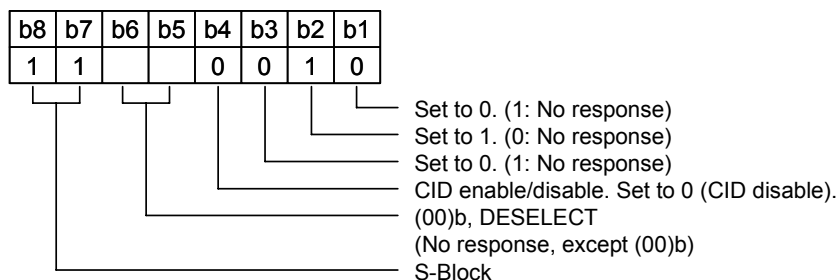 b8 b7 b6 b5 b4 b3 b2 b1
1 1 0 0 1 0
Set to 0. (1: No response)
Set to 1. (0: No response)
Set to 0. (1: No response)
CID enable/disable. Set to 0 (CID disable).
(00)b, DESELECT
(No response, except (00)b)
S-Block